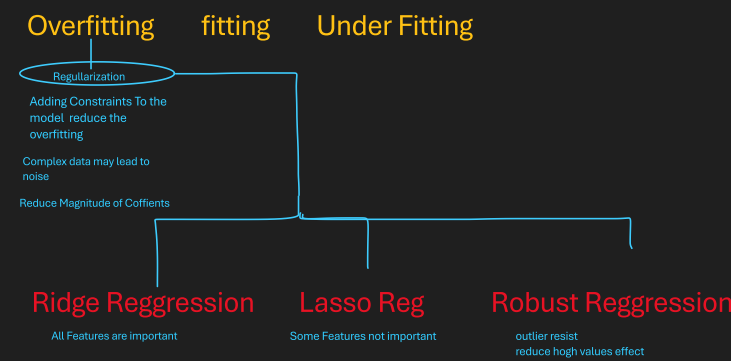 Overfitting fitting Under Fitting
Regullarization
Adding Constraints To the
model reduce the
overfitting
Complex data may lead to
noise
Reduce Magnitude of Coffients
Ridge Reggression Lasso Reg Robust Reggression
All Features are important Some Features not important outlier resist
reduce hogh values effect